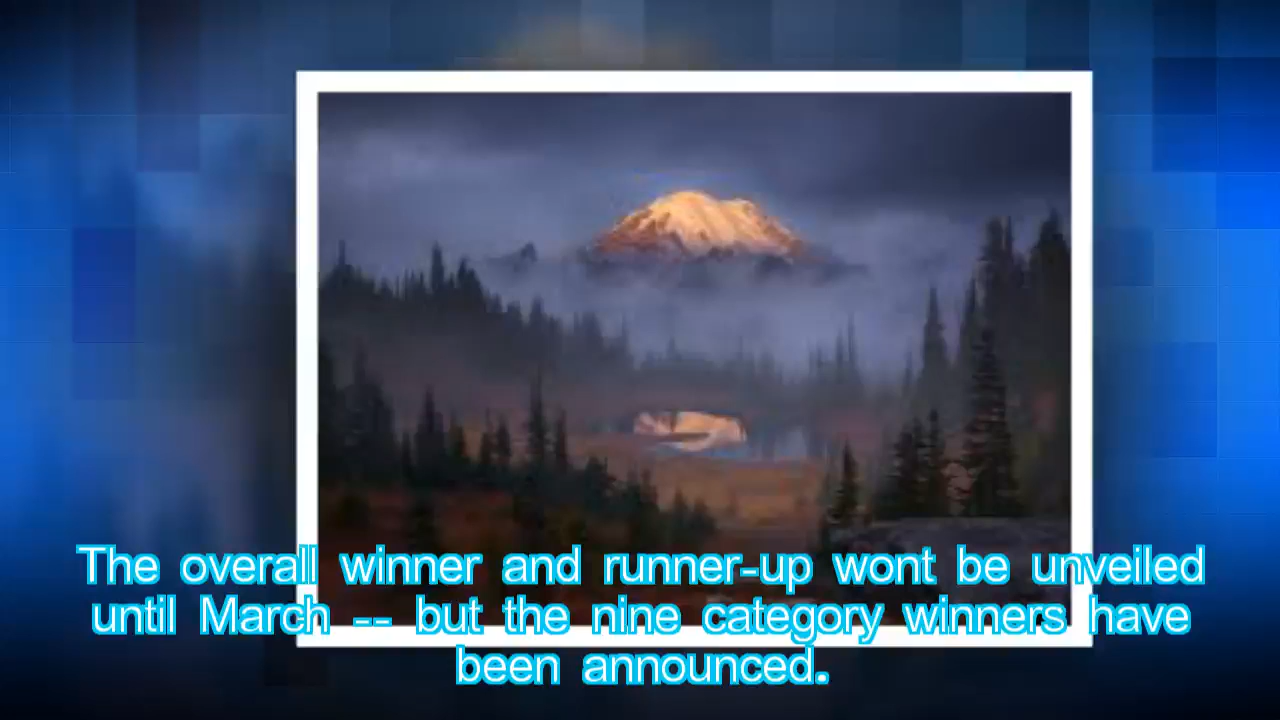 The overall winner and runner-up wont be unveiled
until March -- but the nine category winners have
been announced.